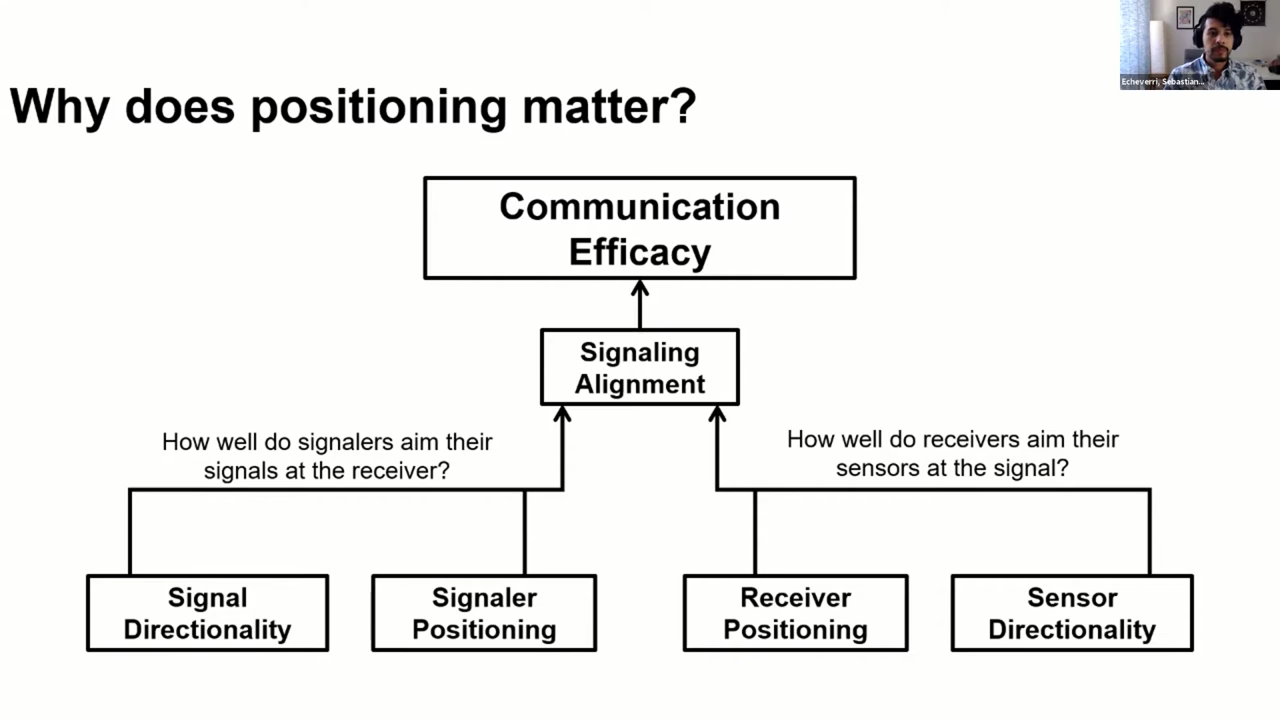 Echeverri, Sebastian...
Why does positioning matter?
Communication
Efficacy
Signaling
Alignment
How well do signalers aim their
signals at the receiver?
How well do receivers aim their
sensors at the signal?
Signal
Directionality
Signaler
Positioning
Receiver
Positioning
Sensor
Directionality